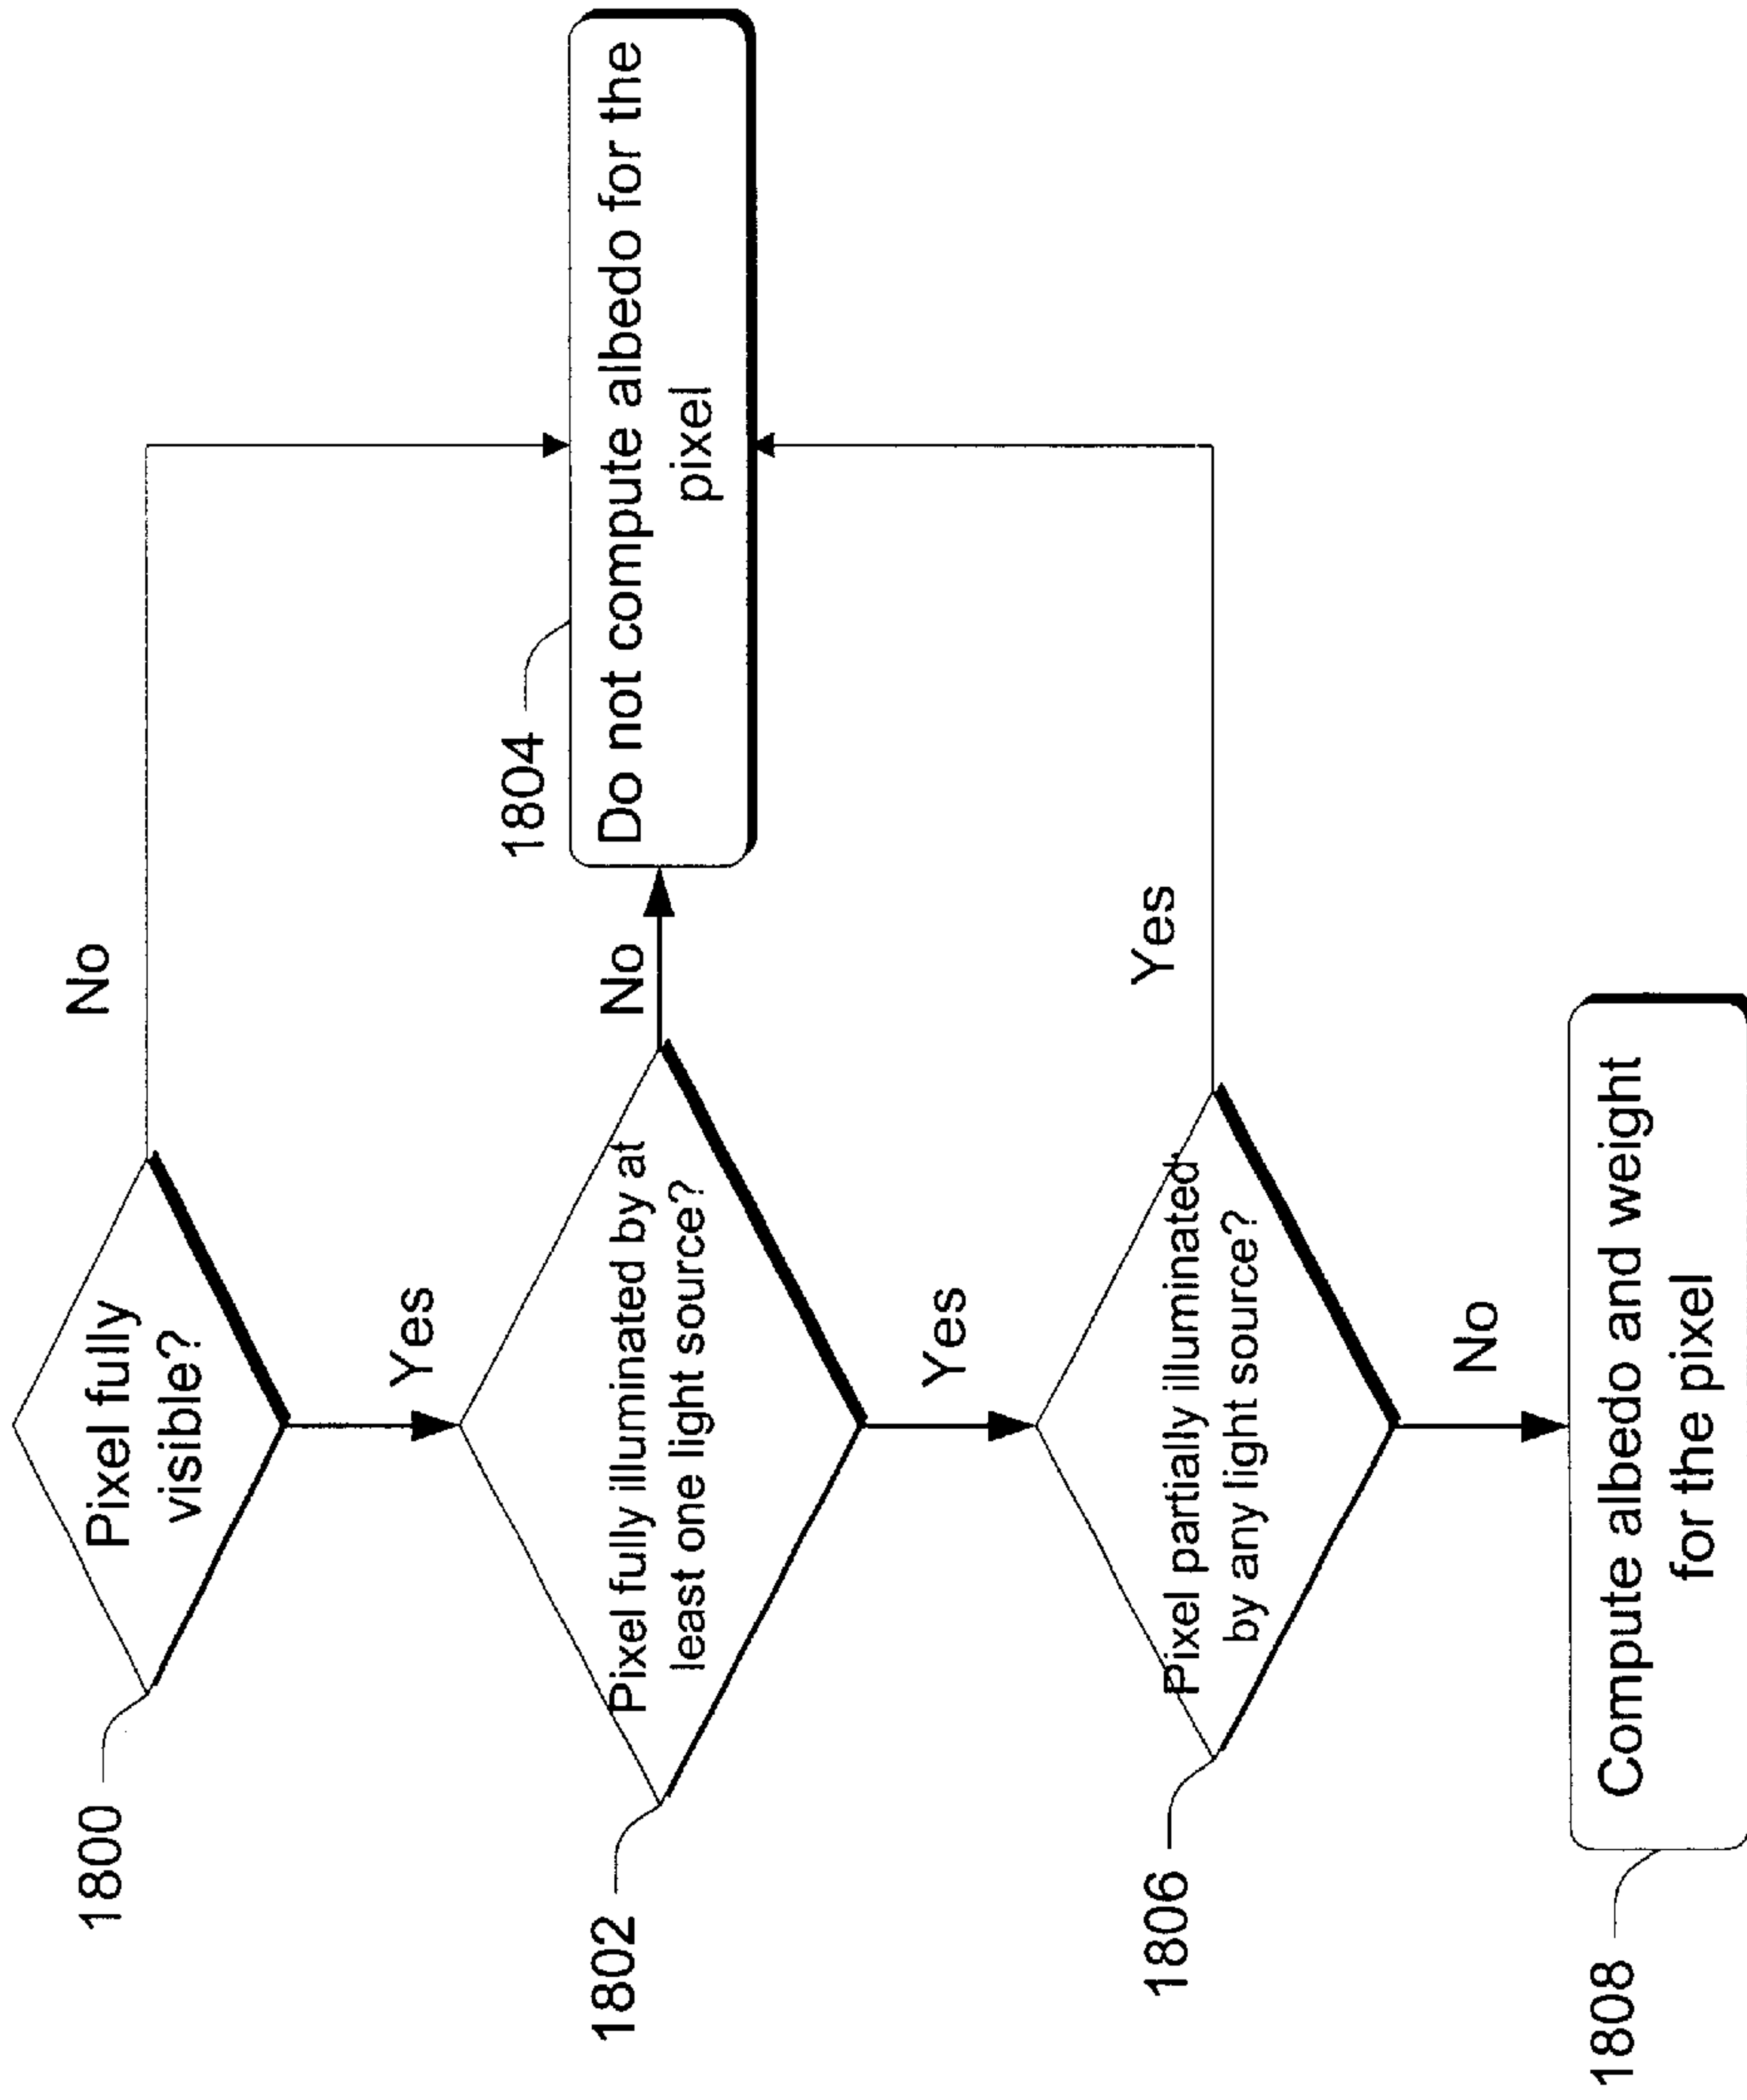 1800
Pixel fully
visible?
No
Yes
1802
Pixel fully illuminated by at
least one light source?
No
1804
Do not compute albedo for the
pixel
Yes
1806
Pixel partially illuminated
by any light source?
Yes
No
1808
Compute albedo and weight
for the pixel